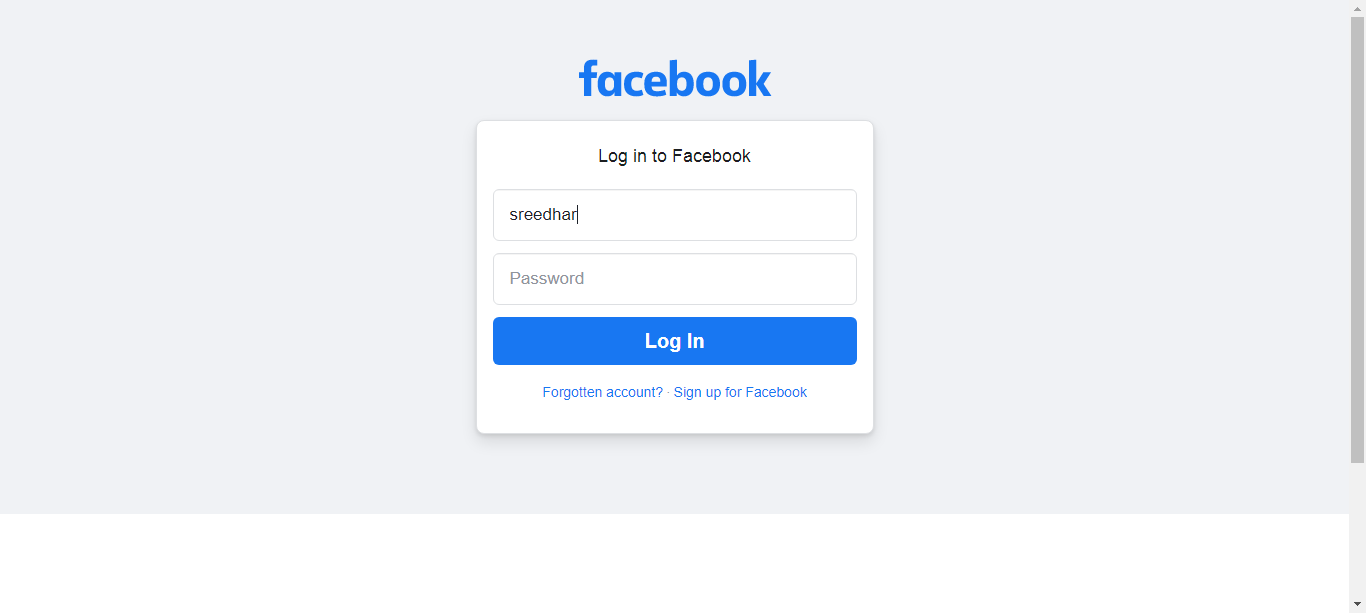 facebook
Log in to Facebook
sreedhar
Password
Log In
Forgotten account? · Sign up for Facebook